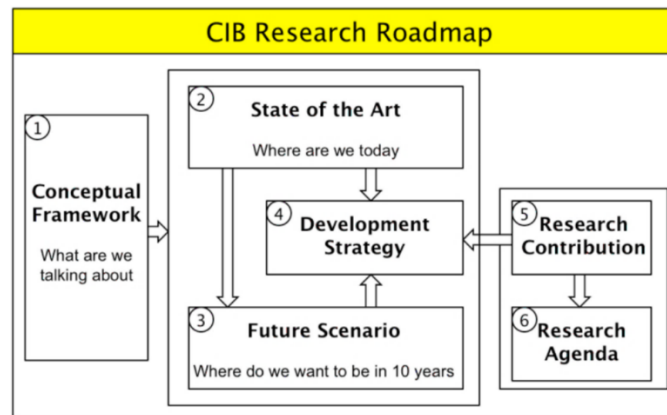 CIB Research Roadmap
1
Conceptual
Framework
What are we
talking about
2
State of the Art
Where are we today
4
Development
Strategy
3
Future Scenario
Where do we want to be in 10 years
5
Research
Contribution
6
Research
Agenda